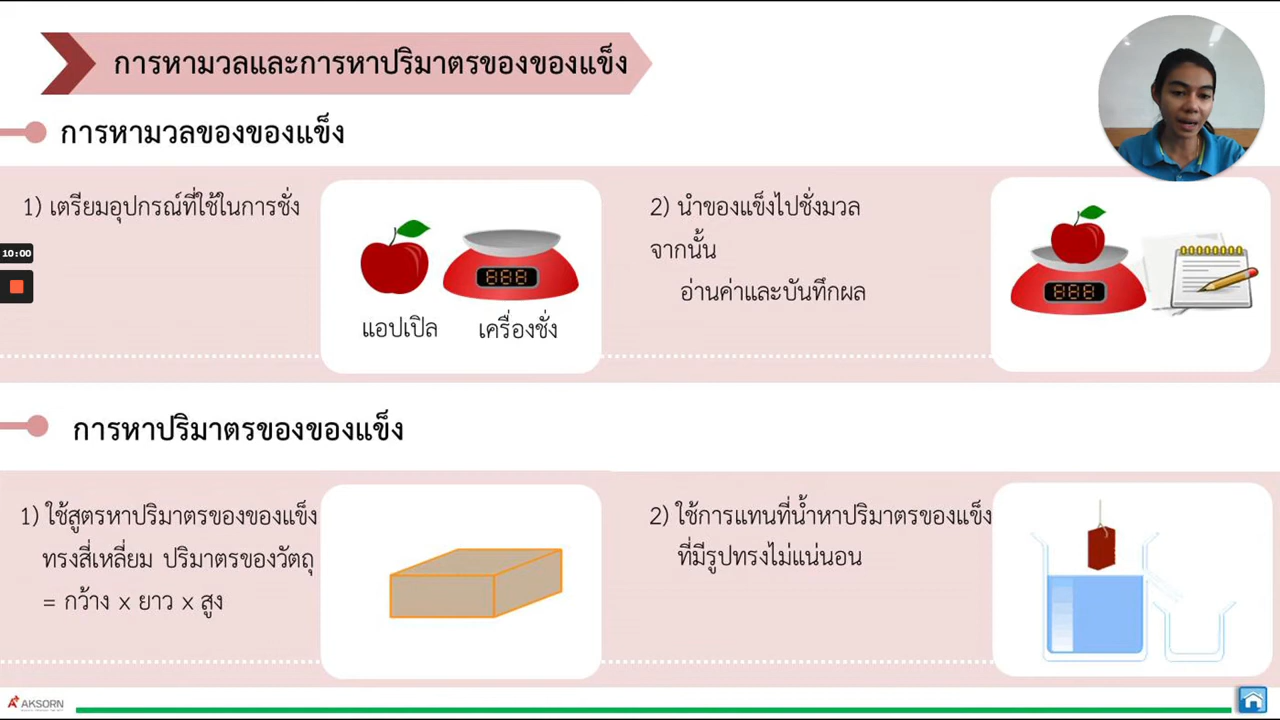 การหามวลและการหาปริมาตรของของแข็ง
การหามวลของของแข็ง
1) เตรียมอุปกรณ์ที่ใช้ในการชั่ง
แอปเปิล
เครื่องชั่ง
2) นำของแข็งไปชั่งมวล
จากนั้น
อ่านค่าและบันทึกผล
888
888
10:00
การหาปริมาตรของของแข็ง
1) ใช้สูตรหาปริมาตรของของแข็ง
ทรงสี่เหลี่ยม ปริมาตรของวัตถุ
= กว้าง x ยาว x สูง
2) ใช้การแทนที่น้ำหาปริมาตรของแข็ง
ที่มีรูปทรงไม่แน่นอน
AKSORN